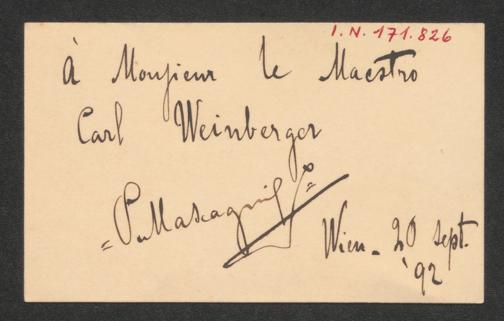 I.N. 171.826
à Monsieur le Maestro
Carl Weinberger
"P. Mascagni"
Wien - 20 sept.
'92